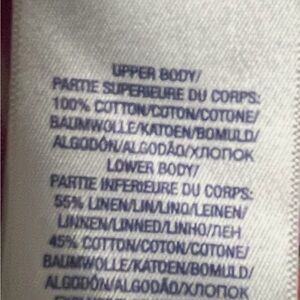 UPPER BODY/
PARTIE SUPERIEURE DU CORPS:
100% COTTON/COTON/COTONE/
BAUMWOLLE/KATOEN/BOMULD/
ALGODÓN/ALGODÃO/ХЛОПОК
LOWER BODY/
PARTIE INFERIEURE DU CORPS:
55% LINEN/LIN/LINO/LEINEN/
LINNEN/LINNED/LINHO/ЛЕН
45% COTTON/COTON/COTONE/
BAUMWOLLE/KATOEN/BOMULD/
ALGODÓN/ALGODÃO/ХЛОПОК